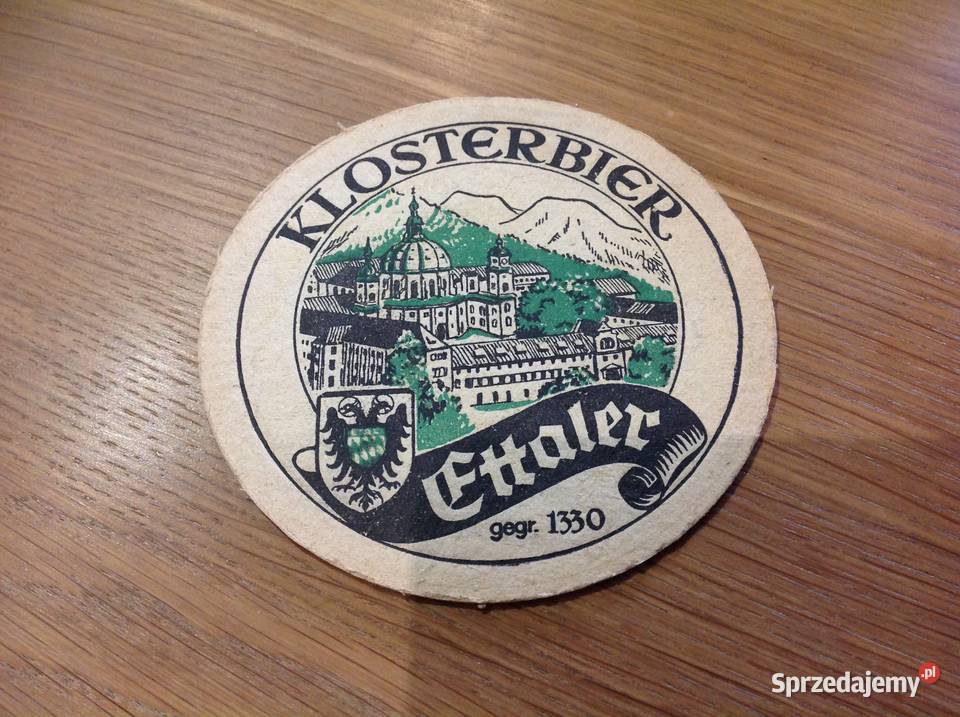 KLOSTERBIER
Ettaler
gegr. 1330
Sprzedajemy.pl